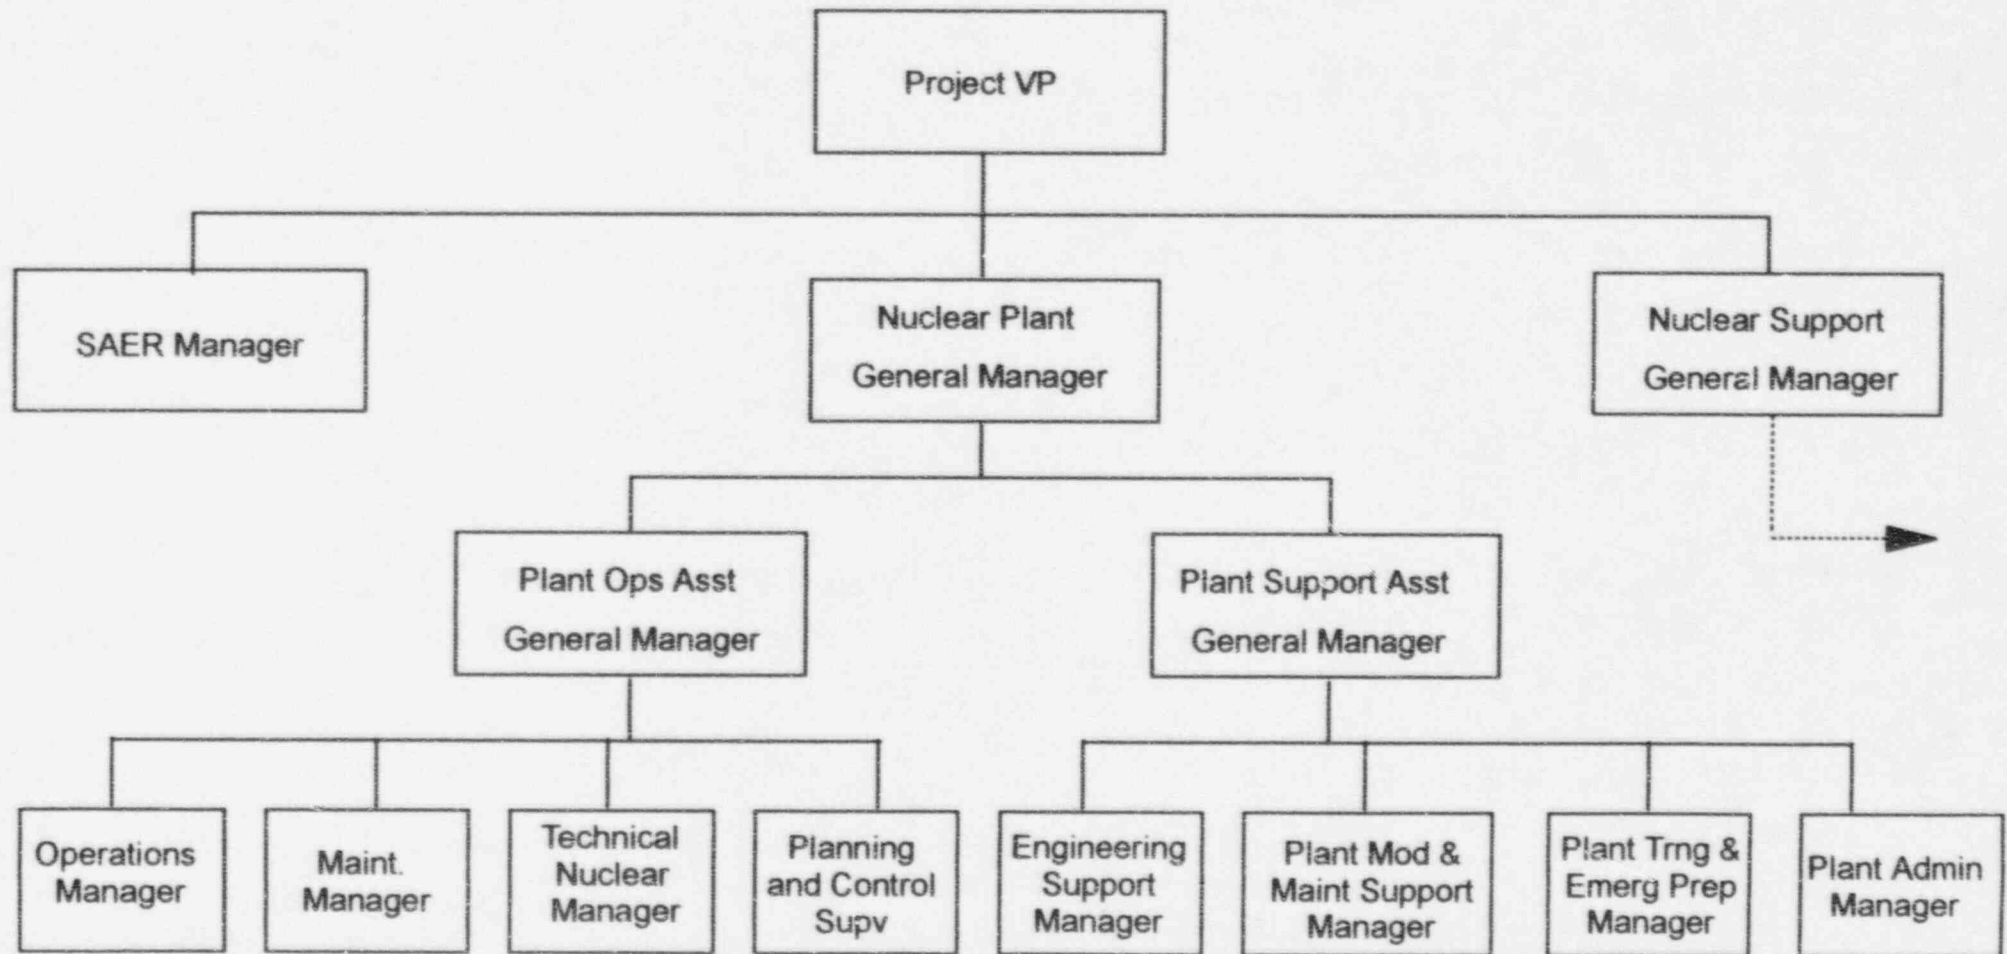 Project VP
SAER Manager
Nuclear Plant
General Manager
Nuclear Support
General Manager
Plant Ops Asst
General Manager
Plant Support Asst
General Manager
Operations
Manager
Maint.
Manager
Technical
Nuclear
Manager
Planning
and Control
Supv
Engineering
Support
Manager
Plant Mod &
Maint Support
Manager
Plant Trng &
Emerg Prep
Manager
Plant Admin
Manager